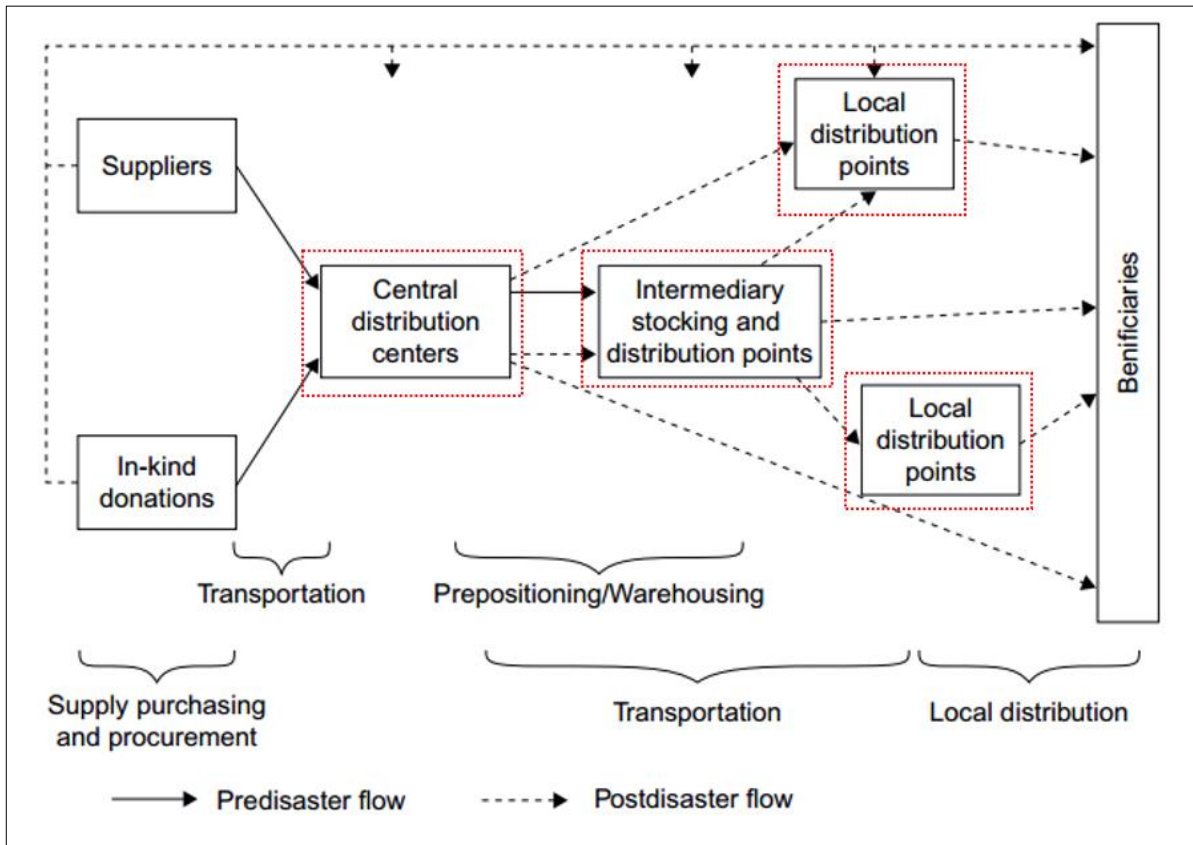 Local
distribution
points
Suppliers
Central
distribution
centers
Intermediary
stocking and
distribution points
Benificiaries
Local
distribution
points
In-kind
donations
Transportation
Prepositioning/Warehousing
Supply purchasing
and procurement
Transportation
Local distribution
Predisaster flow
Postdisaster flow